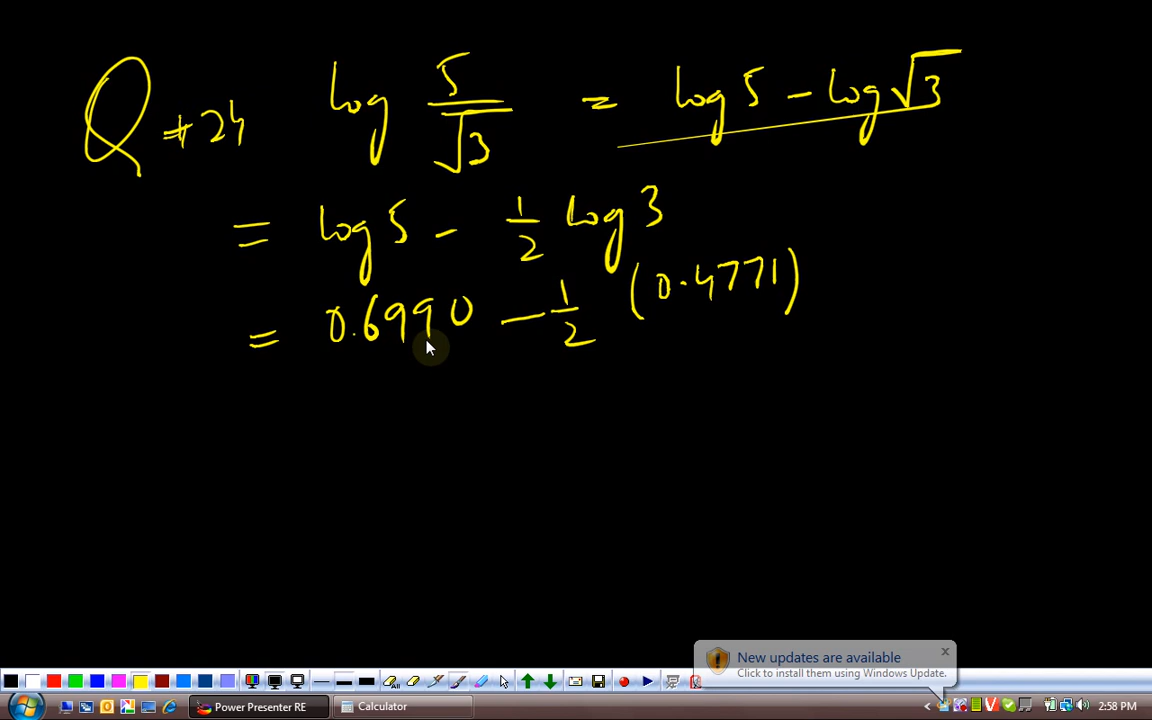 Q #24 log 5/√3 = log 5 - log √3
= log 5 - 1/2 log 3
= 0.6990 - 1/2 (0.4771)
New updates are available
Click to install them using Windows Update.
Power Presenter RE
Calculator
2:58 PM